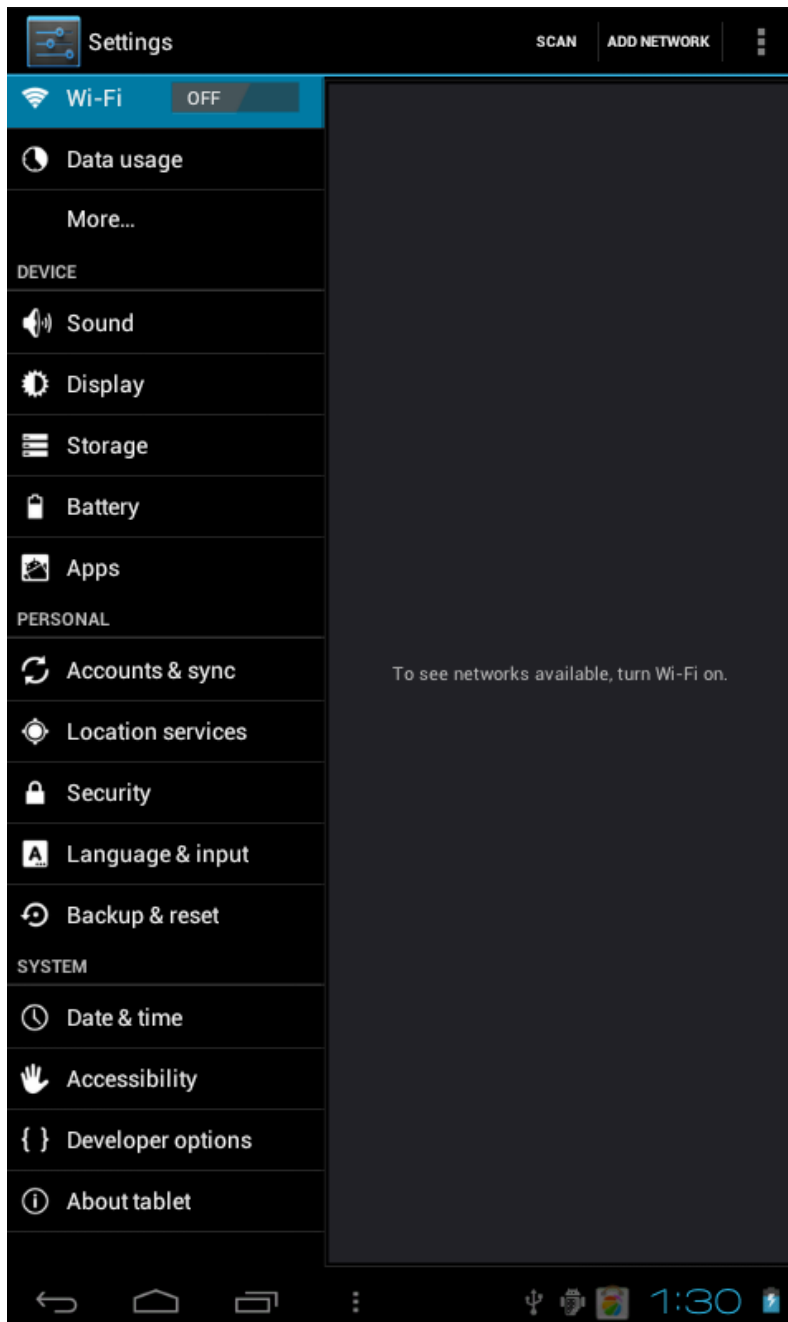 Settings
SCAN
ADD NETWORK
Wi-Fi
OFF
Data usage
More...
DEVICE
Sound
Display
Storage
Battery
Apps
PERSONAL
Accounts & sync
To see networks available, turn Wi-Fi on.
Location services
Security
Language & input
Backup & reset
SYSTEM
Date & time
Accessibility
{ } Developer options
About tablet
1:30